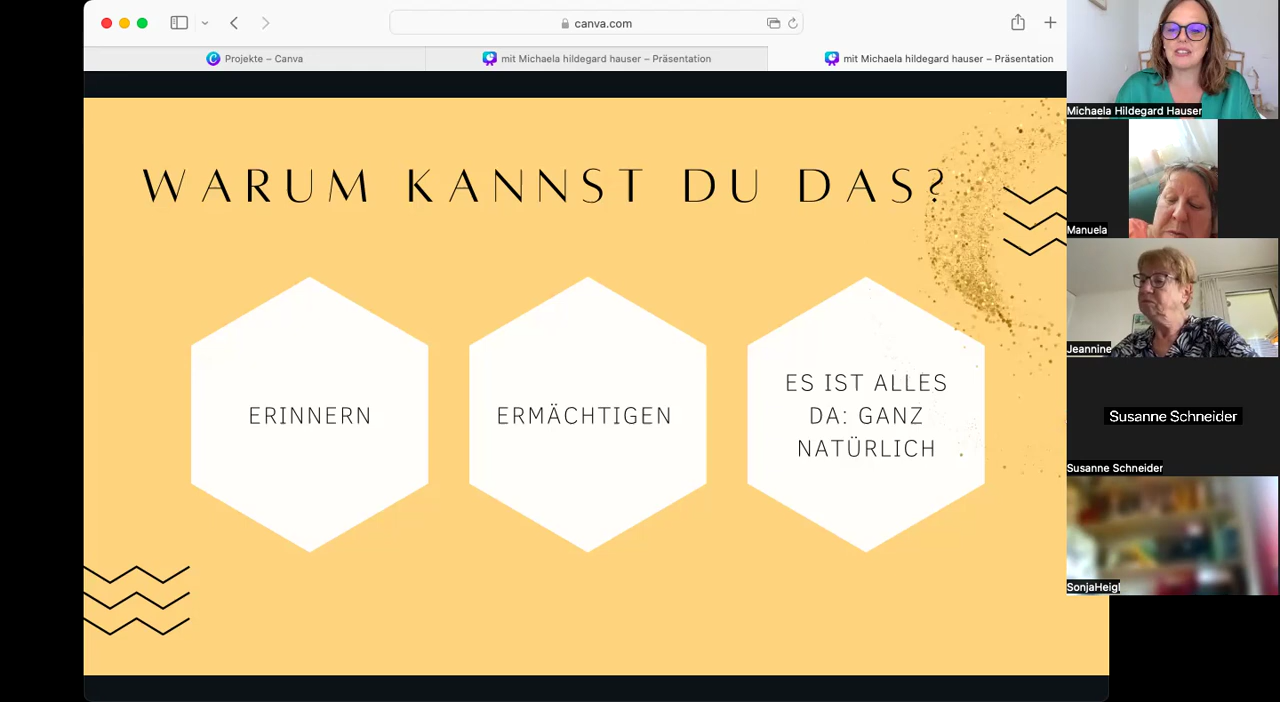 canva.com
Projekte – Canva
mit Michaela hildegard hauser – Präsentation
mit Michaela hildegard hauser – Präsentation
WARUM KANNST DU DAS?
ERINNERN
ERMÄCHTIGEN
ES IST ALLES
DA: GANZ
NATÜRLICH
Michaela Hildegard Hauser
Manuela
Jeannine
Susanne Schneider
Susanne Schneider
SonjaHeigl